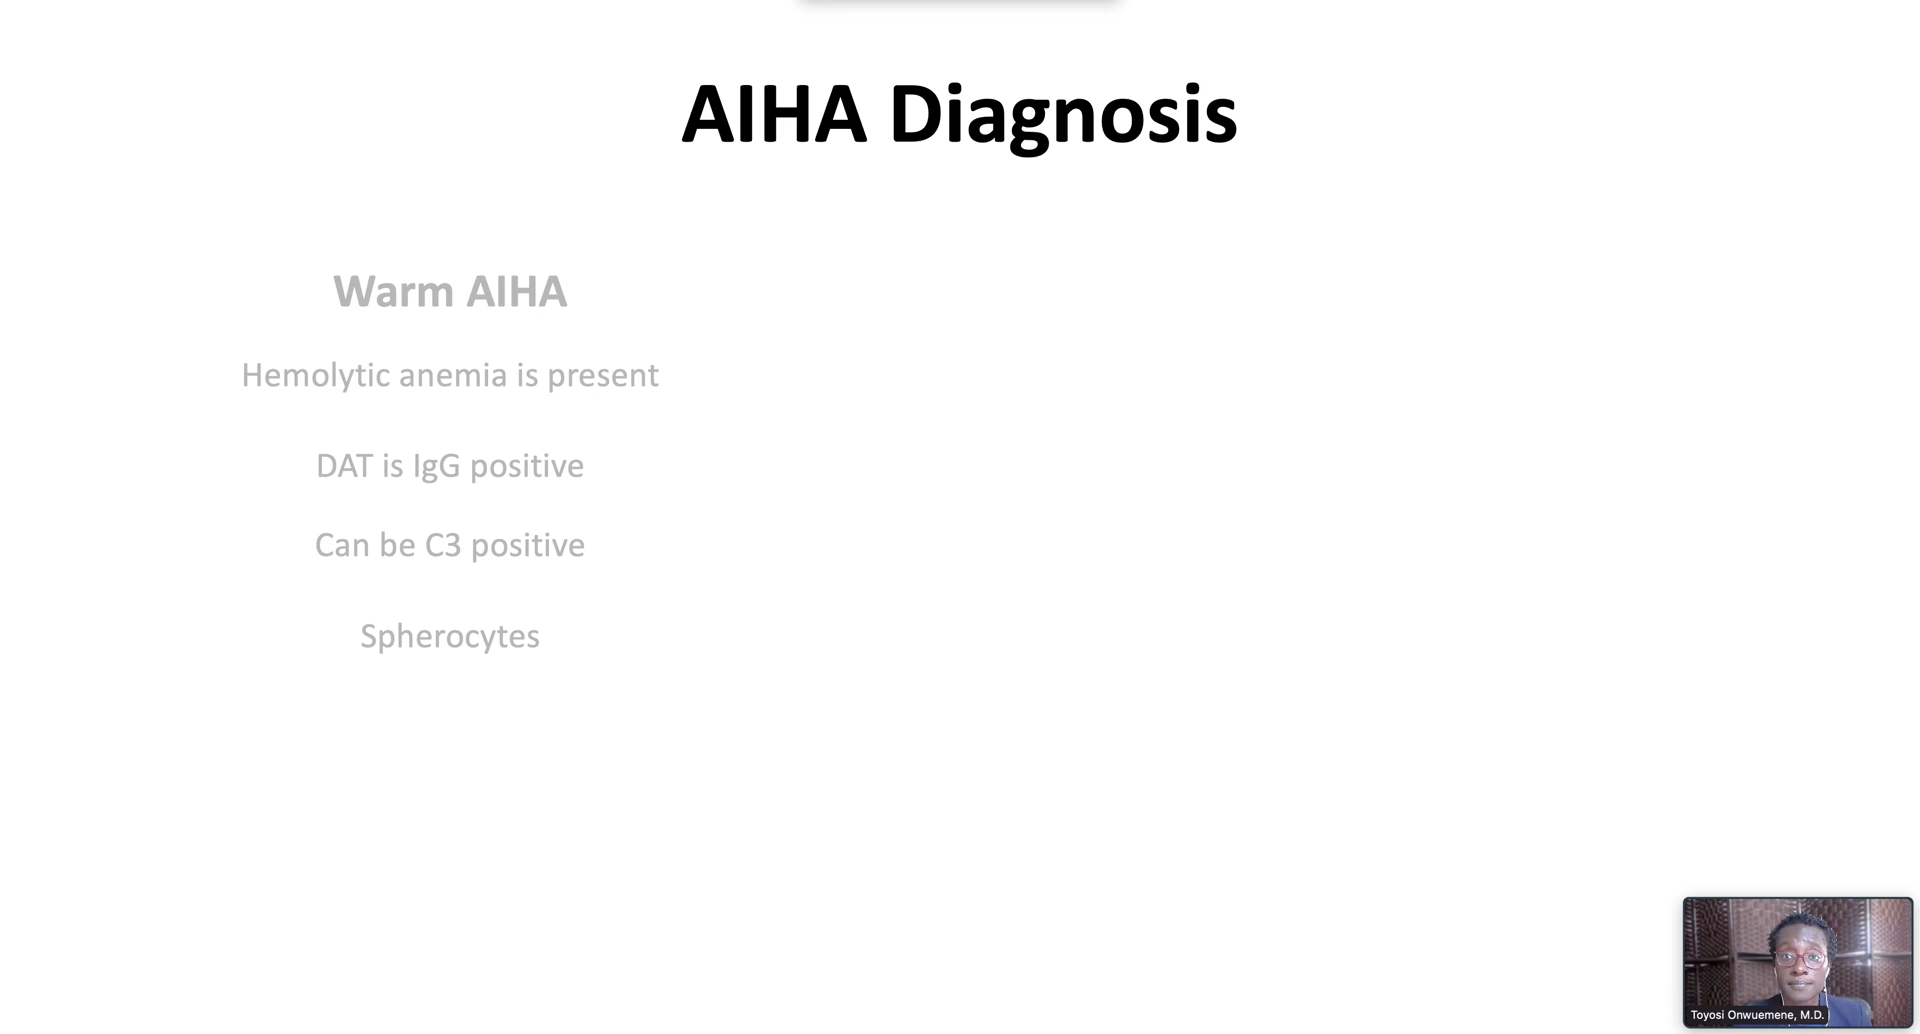 AIHA Diagnosis
Warm AIHA
Hemolytic anemia is present
DAT is IgG positive
Can be C3 positive
Spherocytes
Toyosi Onwuemene, M.D.